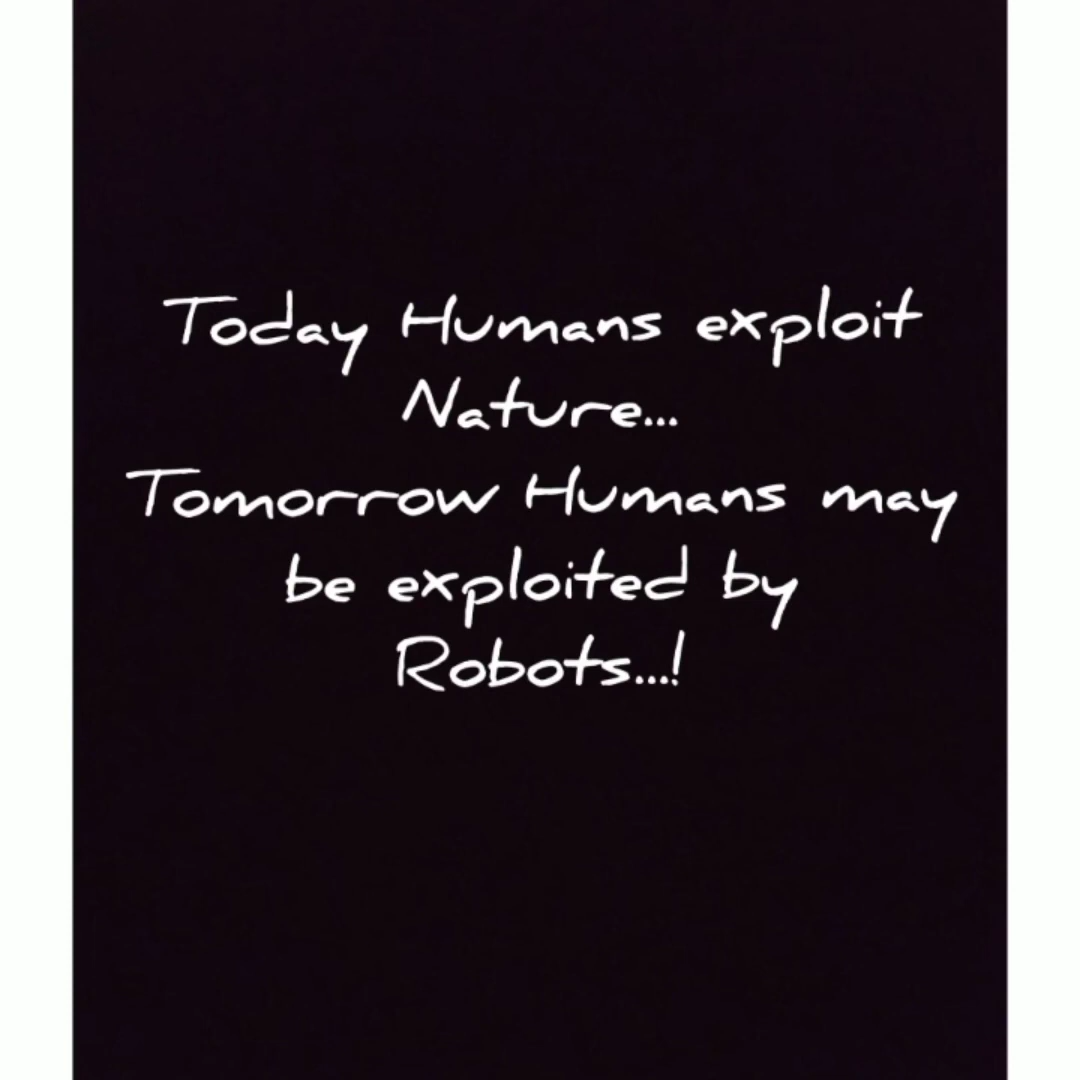 Today Humans exploit
Nature...
Tomorrow Humans may
be exploited by
Robots...!